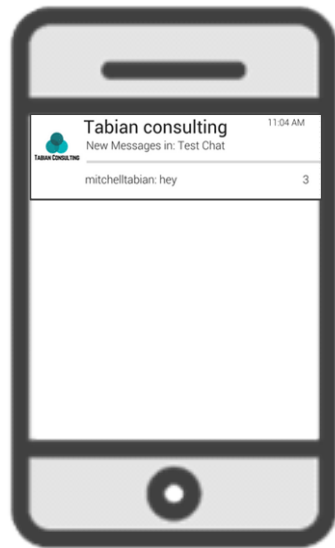 Tabian consulting
11:04 AM
New Messages in: Test Chat
TABIAN CONSULTING
mitchelltabian: hey
3